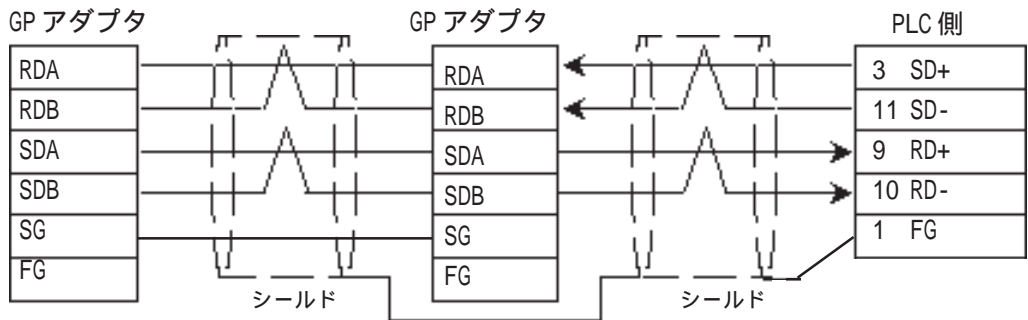 GP アダプタ
RDA
RDB
SDA
SDB
SG
FG
シールド
GP アダプタ
RDA
RDB
SDA
SDB
SG
FG
シールド
PLC 側
3 SD+
11 SD-
9 RD+
10 RD-
1 FG